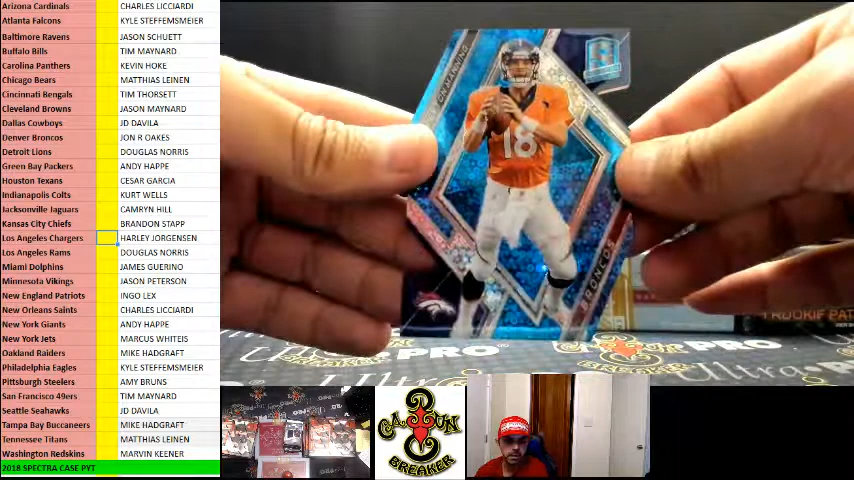 Arizona Cardinals CHARLES LICCIARDI
Atlanta Falcons KYLE STEFFEMSMEIER
Baltimore Ravens JASON SCHUETT
Buffalo Bills TIM MAYNARD
Carolina Panthers KEVIN HOKE
Chicago Bears MATTHIAS LEINEN
Cincinnati Bengals TIM THORSETT
Cleveland Browns JASON MAYNARD
Dallas Cowboys JD DAVILA
Denver Broncos JON R OAKES
Detroit Lions DOUGLAS NORRIS
Green Bay Packers ANDY HAPPE
Houston Texans CESAR GARCIA
Indianapolis Colts KURT WELLS
Jacksonville Jaguars CAMRYN HILL
Kansas City Chiefs BRANDON STAPP
Los Angeles Chargers HARLEY JORGENSEN
Los Angeles Rams DOUGLAS NORRIS
Miami Dolphins JAMES GUERINO
Minnesota Vikings JASON PETERSON
New England Patriots INGO LEX
New Orleans Saints CHARLES LICCIARDI
New York Giants ANDY HAPPE
New York Jets MARCUS WHITEIS
Oakland Raiders MIKE HADGRAFT
Philadelphia Eagles KYLE STEFFEMSMEIER
Pittsburgh Steelers AMY BRUNS
San Francisco 49ers TIM MAYNARD
Seattle Seahawks JD DAVILA
Tampa Bay Buccaneers MIKE HADGRAFT
Tennessee Titans MATTHIAS LEINEN
Washington Redskins MARVIN KEENER
2018 SPECTRA CASE PYT
MANNING
18
BRONCOS
ROOKIE PAT
Ultra PRO
Ultra PRO
CAJUN
BREAKER